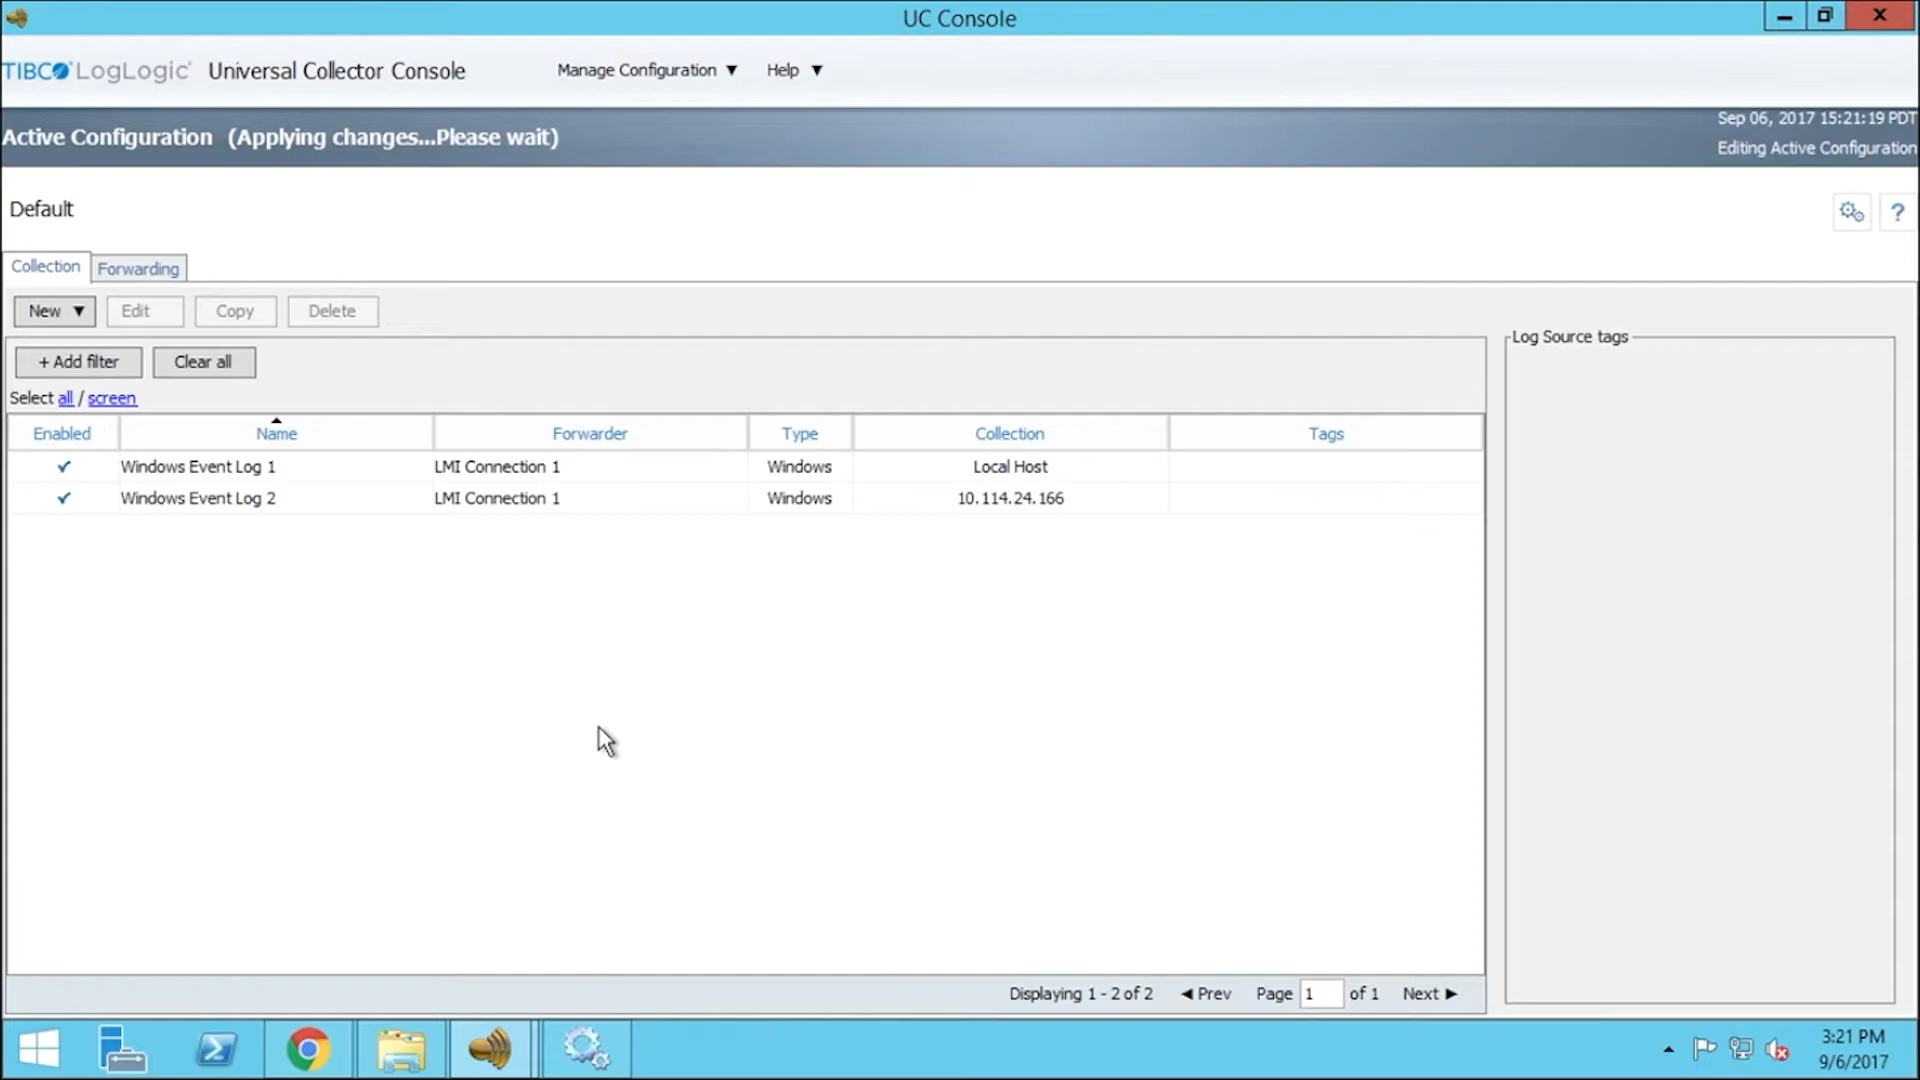 UC Console
TIBCO LogLogic Universal Collector Console Manage Configuration ▼ Help ▼
Active Configuration (Applying changes...Please wait)
Sep 06, 2017 15:21:19 PDT
Editing Active Configuration
Default
?
Collection Forwarding
New ▼ Edit Copy Delete
Log Source tags
+ Add filter Clear all
Select all / screen
Enabled Name Forwarder Type Collection Tags
Windows Event Log 1 LMI Connection 1 Windows Local Host
Windows Event Log 2 LMI Connection 1 Windows 10.114.24.166
Displaying 1 - 2 of 2 ◀ Prev Page 1 of 1 Next ▶
3:21 PM
9/6/2017